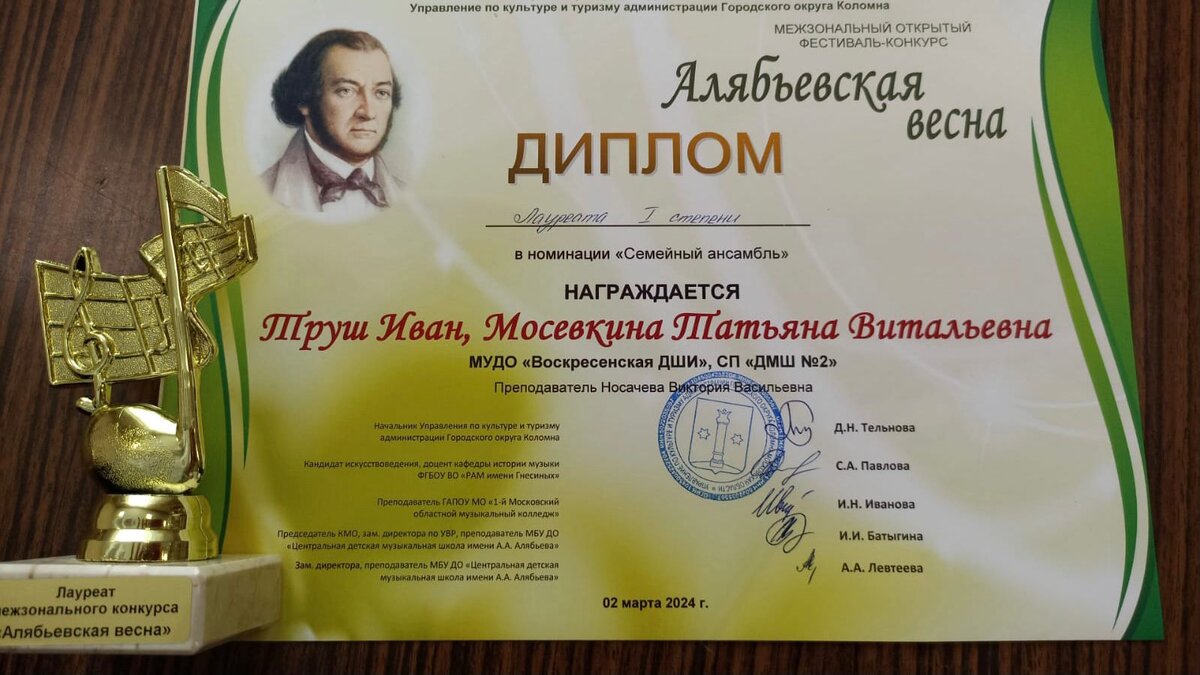 Управление по культуре и туризму администрации Городского округа Коломна
МЕЖЗОНАЛЬНЫЙ ОТКРЫТЫЙ
ФЕСТИВАЛЬ-КОНКУРС
Алябьевская
весна
ДИПЛОМ
Лауреата I степени
в номинации «Семейный ансамбль»
НАГРАЖДАЕТСЯ
Труш Иван, Мосевкина Татьяна Витальевна
МУДО «Воскресенская ДШИ», СП «ДМШ №2»
Преподаватель Носачева Виктория Васильевна
Начальник Управления по культуре и туризму
администрации Городского округа Коломна
Д.Н. Тельнова
Кандидат искусствоведения, доцент кафедры истории музыки
ФГБОУ ВО «РАМ имени Гнесиных»
С.А. Павлова
Преподаватель ГАПОУ МО «1-й Московский
областной музыкальный колледж»
И.Н. Иванова
Председатель КМО, зам. директора по УВР, преподаватель МБУ ДО
«Центральная детская музыкальная школа имени А.А. Алябьева»
И.И. Батыгина
Зам. директора, преподаватель МБУ ДО «Центральная детская
музыкальная школа имени А.А. Алябьева»
А.А. Левтеева
02 марта 2024 г.
Лауреат
межзонального конкурса
«Алябьевская весна»